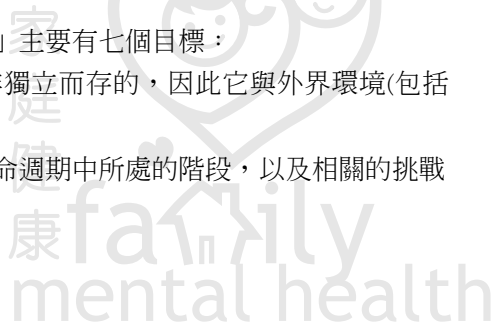 」主要有七個目標：
獨立而存的，因此它與外界環境(包括
命週期中所處的階段，以及相關的挑戰
家
庭
健
康
family
mental health